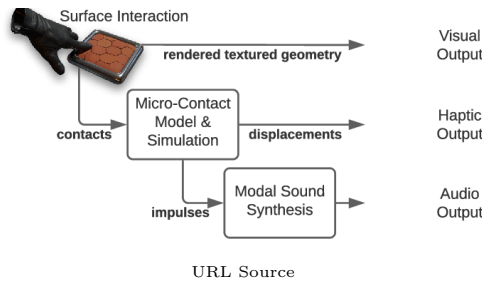 Surface Interaction
rendered textured geometry
Visual
Output
contacts
Micro-Contact
Model &
Simulation
displacements
Haptic
Output
impulses
Modal Sound
Synthesis
Audio
Output
URL Source